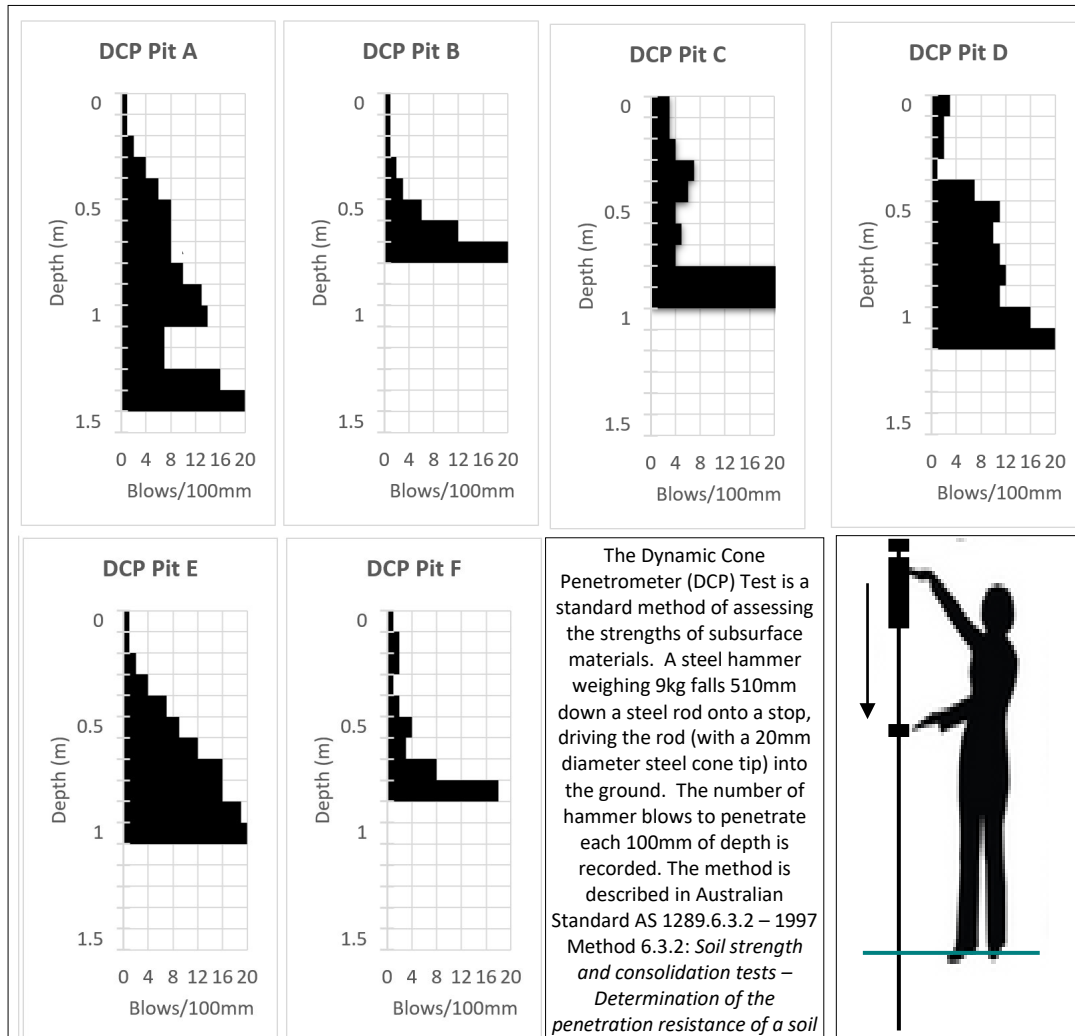 DCP Pit A
0
0.5
1
1.5
Depth (m)
0 4 8 12 16 20
Blows/100mm
DCP Pit B
0
0.5
1
1.5
Depth (m)
0 4 8 12 16 20
Blows/100mm
DCP Pit C
0
0.5
1
1.5
Depth (m)
0 4 8 12 16 20
Blows/100mm
DCP Pit D
0
0.5
1
1.5
Depth (m)
0 4 8 12 16 20
Blows/100mm
DCP Pit E
0
0.5
1
1.5
Depth (m)
0 4 8 12 16 20
Blows/100mm
DCP Pit F
0
0.5
1
1.5
Depth (m)
0 4 8 12 16 20
Blows/100mm
The Dynamic Cone
Penetrometer (DCP) Test is a
standard method of assessing
the strengths of subsurface
materials. A steel hammer
weighing 9kg falls 510mm
down a steel rod onto a stop,
driving the rod (with a 20mm
diameter steel cone tip) into
the ground. The number of
hammer blows to penetrate
each 100mm of depth is
recorded. The method is
described in Australian
Standard AS 1289.6.3.2 – 1997
Method 6.3.2: Soil strength
and consolidation tests –
Determination of the
penetration resistance of a soil